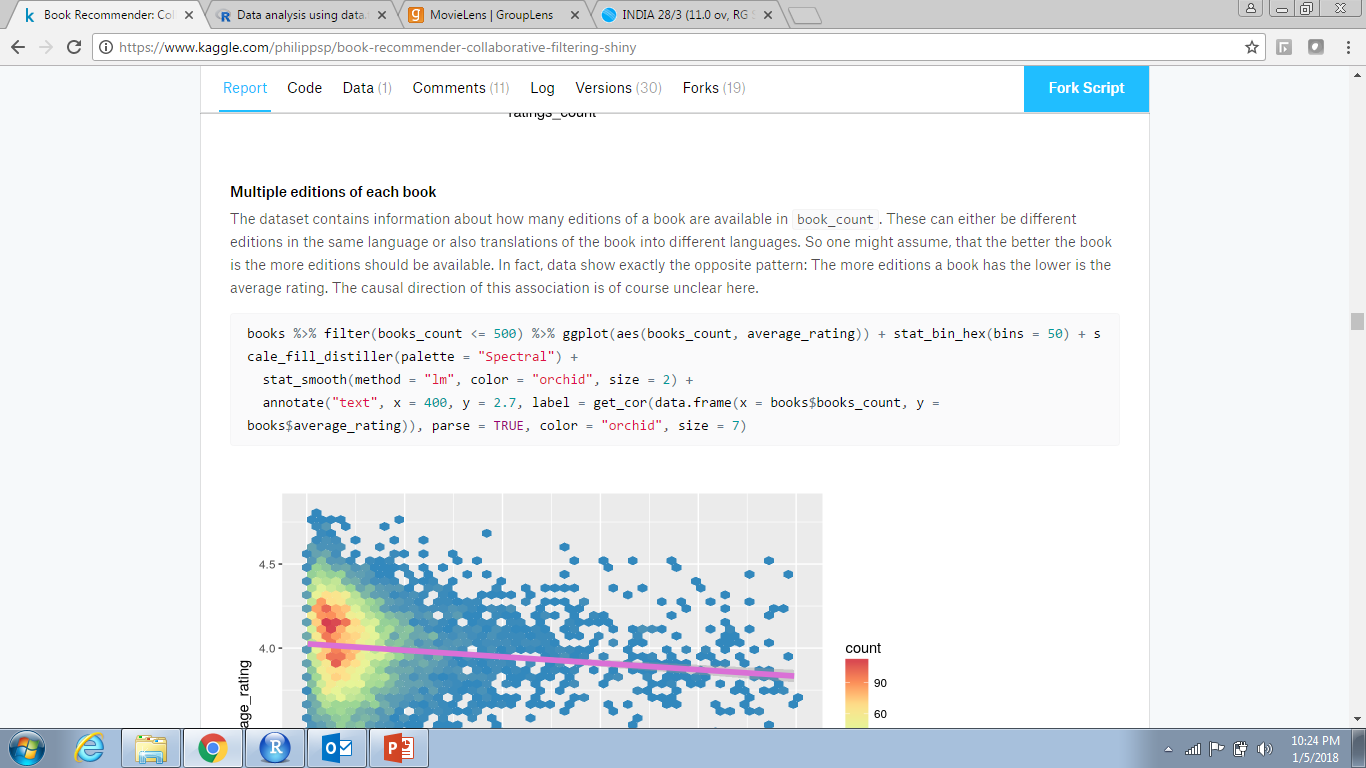 Book Recommender: Col
Data analysis using data.t
MovieLens | GroupLens
INDIA 28/3 (11.0 ov, RG S
https://www.kaggle.com/philippsp/book-recommender-collaborative-filtering-shiny
Report Code Data (1) Comments (11) Log Versions (30) Forks (19) Fork Script
ratings_count
Multiple editions of each book
The dataset contains information about how many editions of a book are available in book_count . These can either be different
editions in the same language or also translations of the book into different languages. So one might assume, that the better the book
is the more editions should be available. In fact, data show exactly the opposite pattern: The more editions a book has the lower is the
average rating. The causal direction of this association is of course unclear here.
books %>% filter(books_count <= 500) %>% ggplot(aes(books_count, average_rating)) + stat_bin_hex(bins = 50) + s
cale_fill_distiller(palette = "Spectral") +
stat_smooth(method = "lm", color = "orchid", size = 2) +
annotate("text", x = 400, y = 2.7, label = get_cor(data.frame(x = books$books_count, y =
books$average_rating)), parse = TRUE, color = "orchid", size = 7)
4.5
4.0
age_rating
count
90
60
10:24 PM
1/5/2018